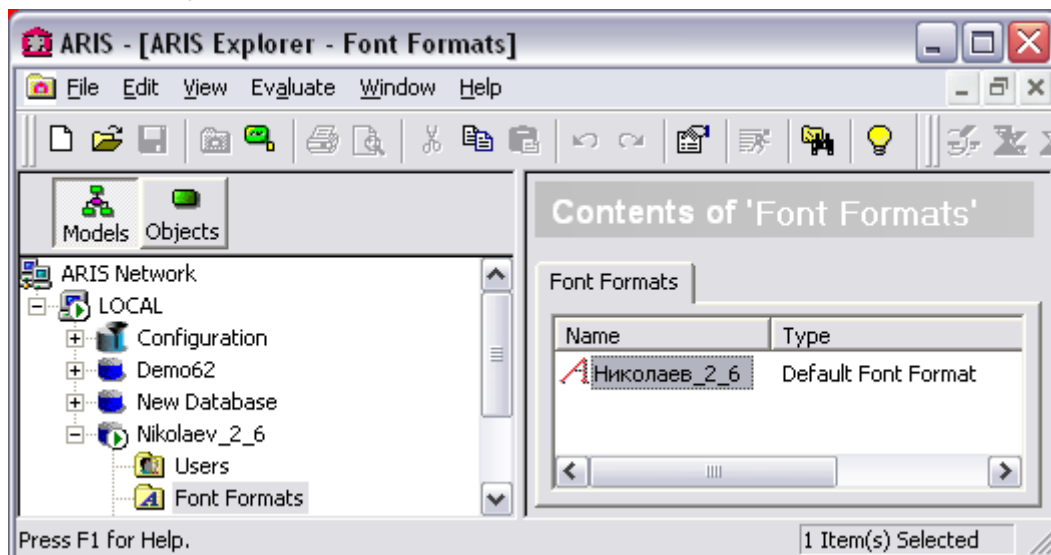 ARIS - [ARIS Explorer - Font Formats]
File Edit View Evaluate Window Help
Models Objects
ARIS Network
LOCAL
Configuration
Demo62
New Database
Nikolaev_2_6
Users
Font Formats
Contents of 'Font Formats'
Font Formats
Name Type
Николаев_2_6 Default Font Format
Press F1 for Help. 1 Item(s) Selected